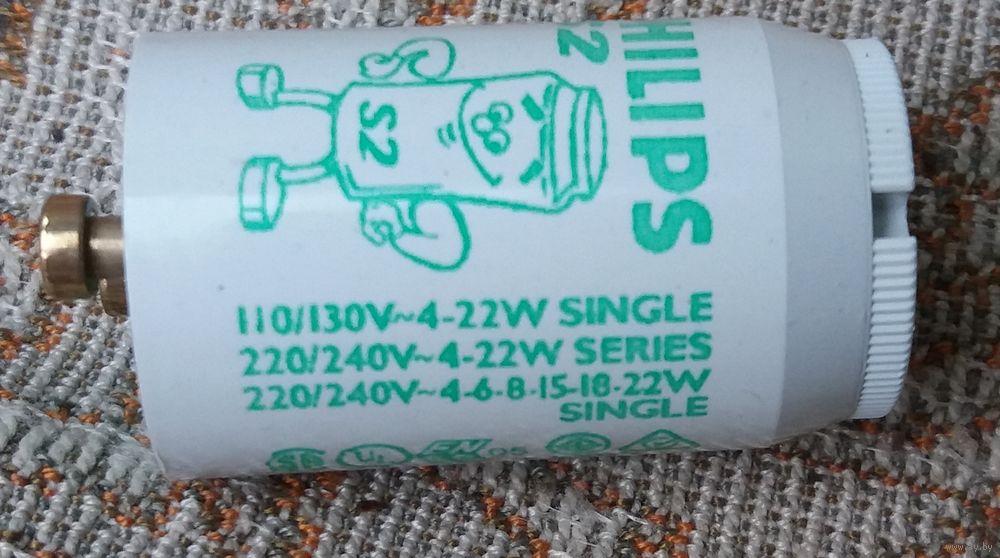 PHILIPS
S2
S2
110/130V~4-22W SINGLE
220/240V~4-22W SERIES
220/240V~4-6-8-15-18-22W
SINGLE